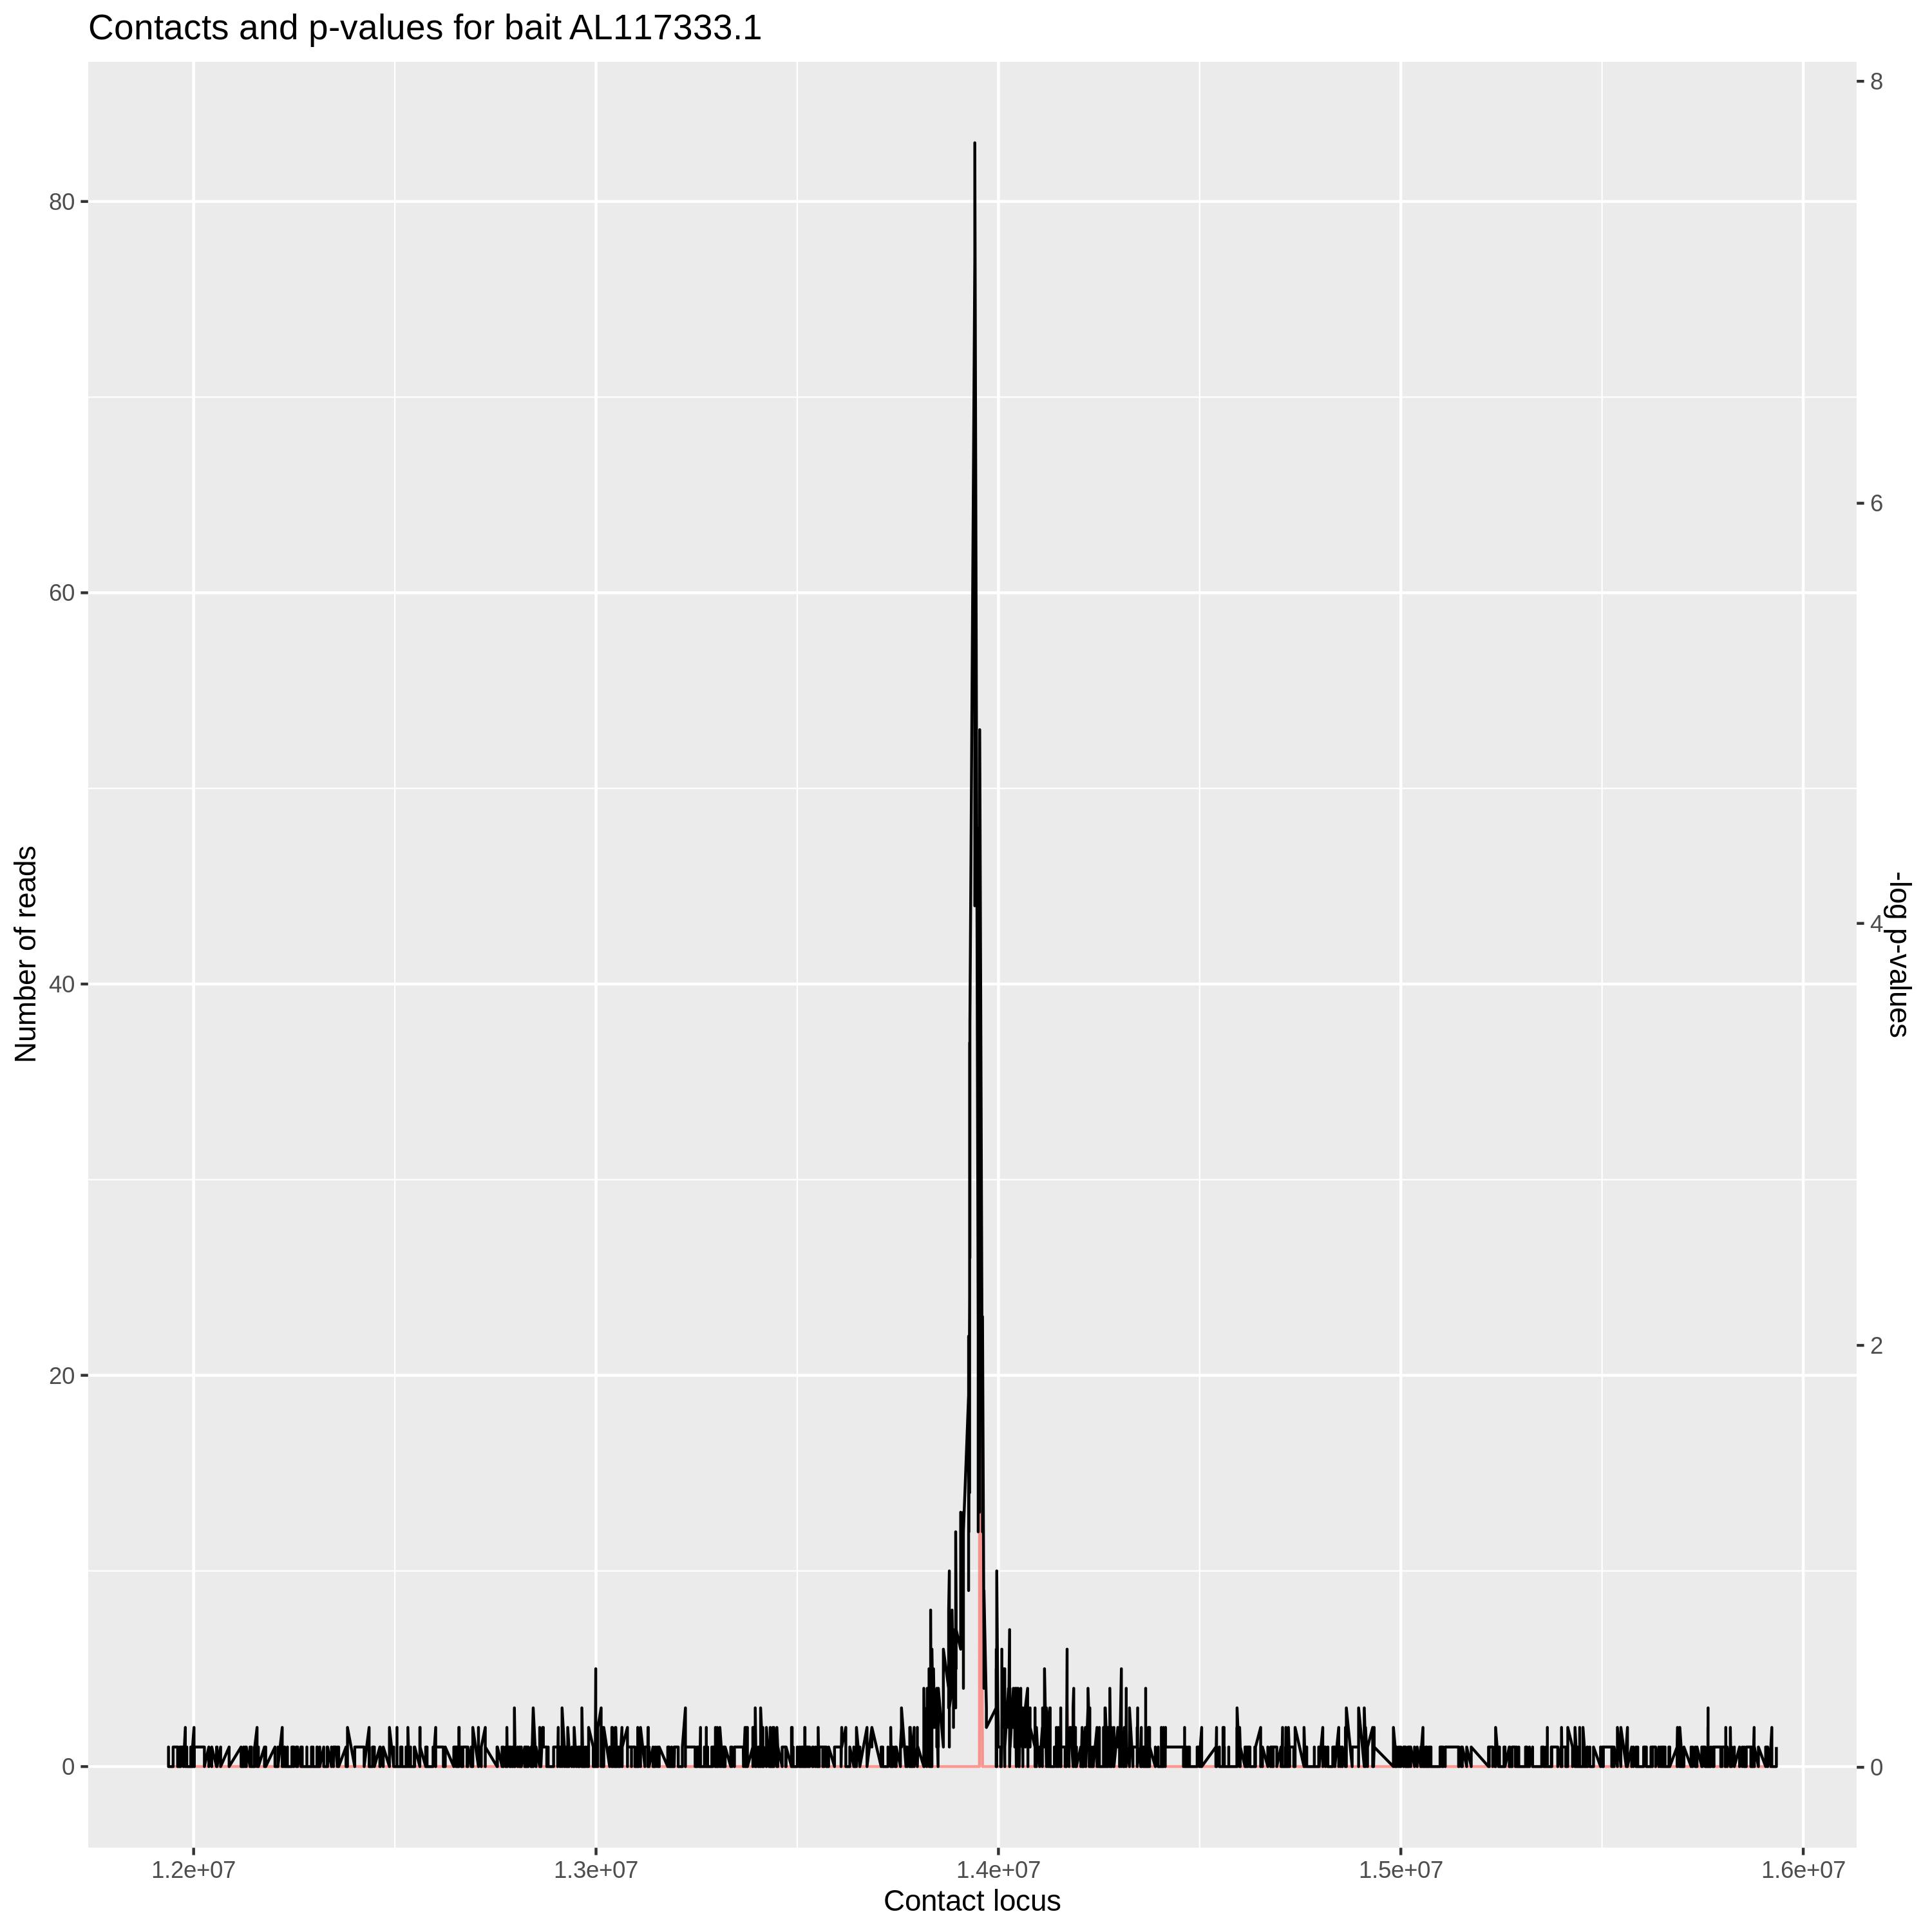 Contacts and p-values for bait AL117333.1
80
60
40
20
0
Number of reads
8
6
4
2
0
-log p-values
1.2e+07
1.3e+07
1.4e+07
1.5e+07
1.6e+07
Contact locus